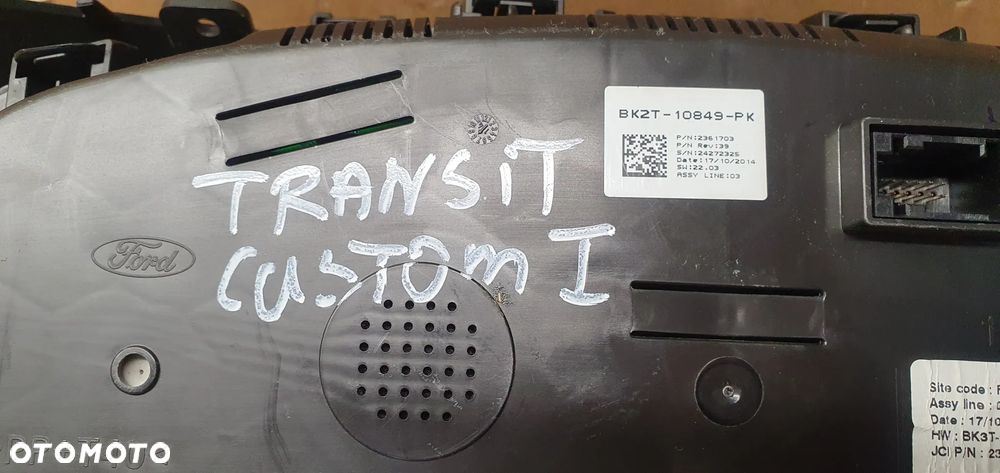 BK2T-10849-PK
P/N:2361703
P/N Rev:39
S/N:24272325
Date:17/10/2014
SW:22.03
ASSY LINE:03
TRANSiT
CUSTOM I
Ford
Site code :
Assy line :
Date : 17/10
HW : BK3T-
JCI P/N : 23
OTOMOTO